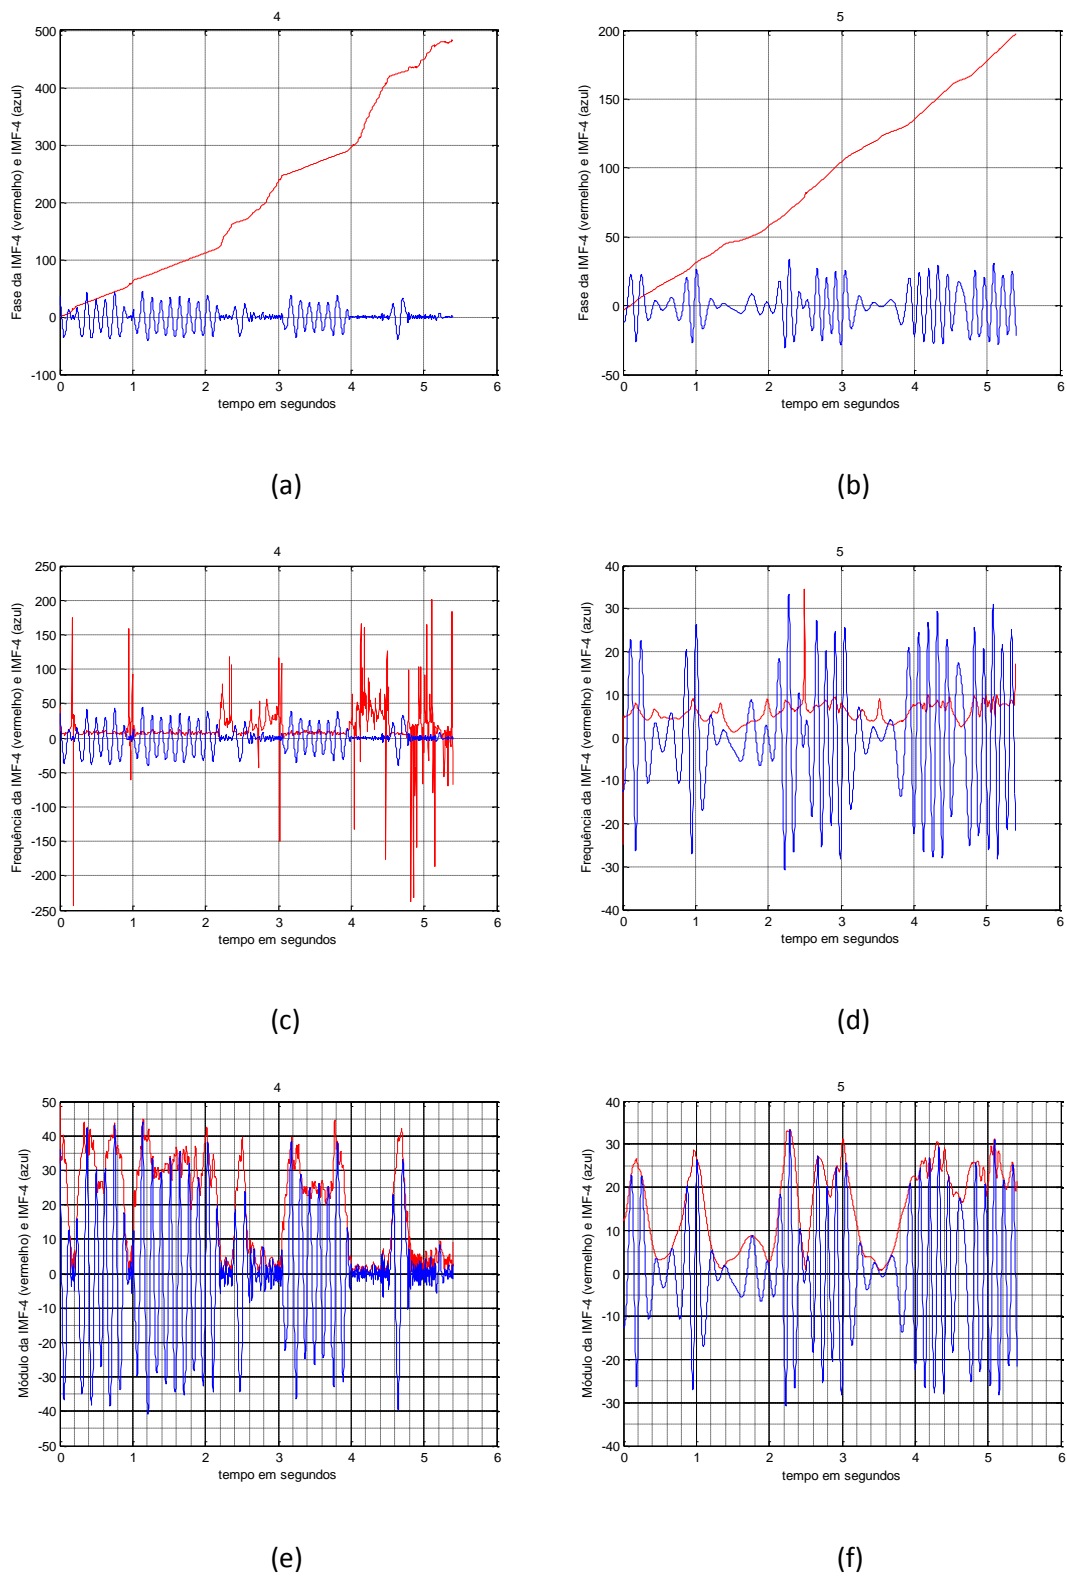 4
Fase da IMF-4 (vermelho) e IMF-4 (azul)
500
400
300
200
100
0
-100
0 1 2 3 4 5 6
tempo em segundos
(a)
5
Fase da IMF-4 (vermelho) e IMF-4 (azul)
200
150
100
50
0
-50
0 1 2 3 4 5 6
tempo em segundos
(b)
4
Frequência da IMF-4 (vermelho) e IMF-4 (azul)
250
200
150
100
50
0
-50
-100
-150
-200
-250
0 1 2 3 4 5 6
tempo em segundos
(c)
5
Frequência da IMF-4 (vermelho) e IMF-4 (azul)
40
30
20
10
0
-10
-20
-30
-40
0 1 2 3 4 5 6
tempo em segundos
(d)
4
Módulo da IMF-4 (vermelho) e IMF-4 (azul)
50
40
30
20
10
0
-10
-20
-30
-40
-50
0 1 2 3 4 5 6
tempo em segundos
(e)
5
Módulo da IMF-4 (vermelho) e IMF-4 (azul)
40
30
20
10
0
-10
-20
-30
-40
0 1 2 3 4 5 6
tempo em segundos
(f)